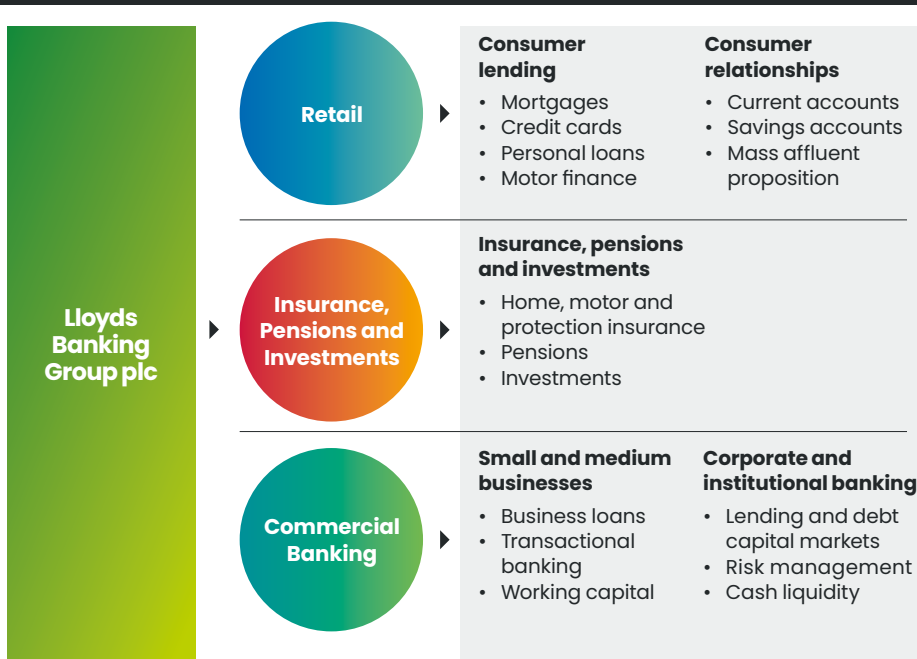 Lloyds
Banking
Group plc
Retail
Consumer
lending
• Mortgages
• Credit cards
• Personal loans
• Motor finance
Consumer
relationships
• Current accounts
• Savings accounts
• Mass affluent
proposition
Insurance,
Pensions and
Investments
Insurance, pensions
and investments
• Home, motor and
protection insurance
• Pensions
• Investments
Commercial
Banking
Small and medium
businesses
• Business loans
• Transactional
banking
• Working capital
Corporate and
institutional banking
• Lending and debt
capital markets
• Risk management
• Cash liquidity